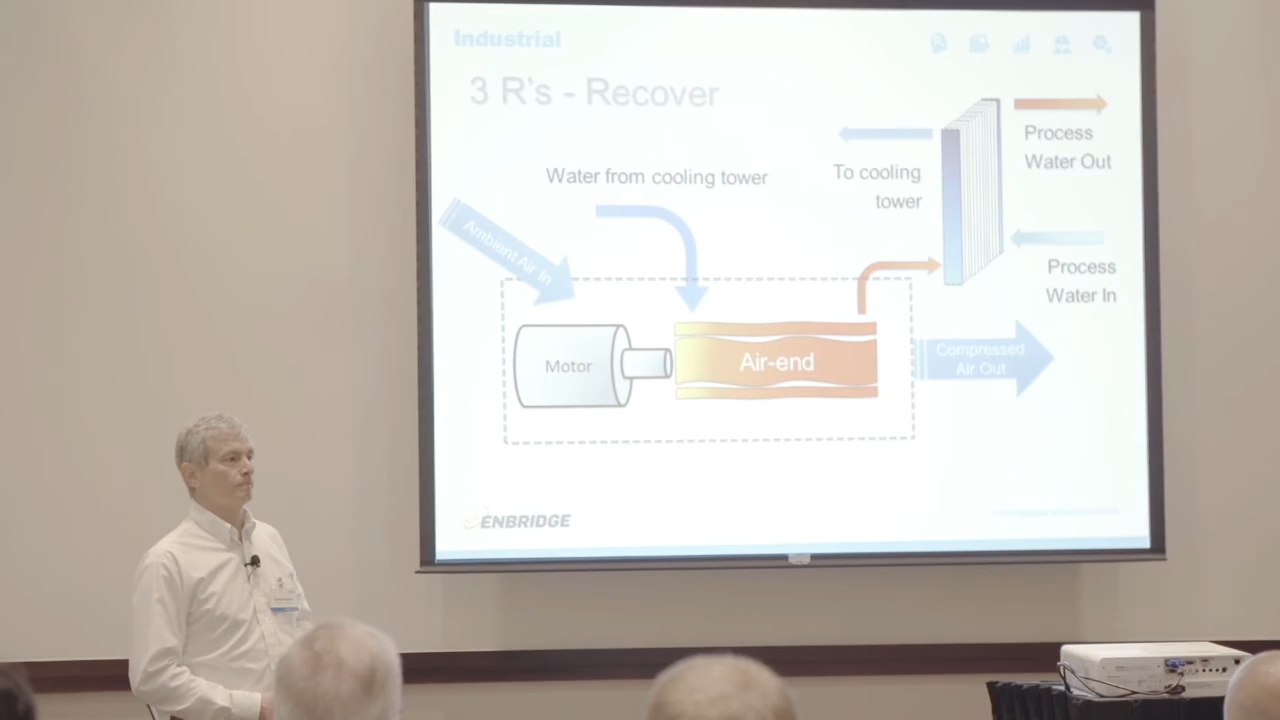 Industrial
3 R's - Recover
Process
Water Out
Water from cooling tower
To cooling
tower
Ambient Air In
Process
Water In
Motor
Air-end
Compressed
Air Out
ENBRIDGE